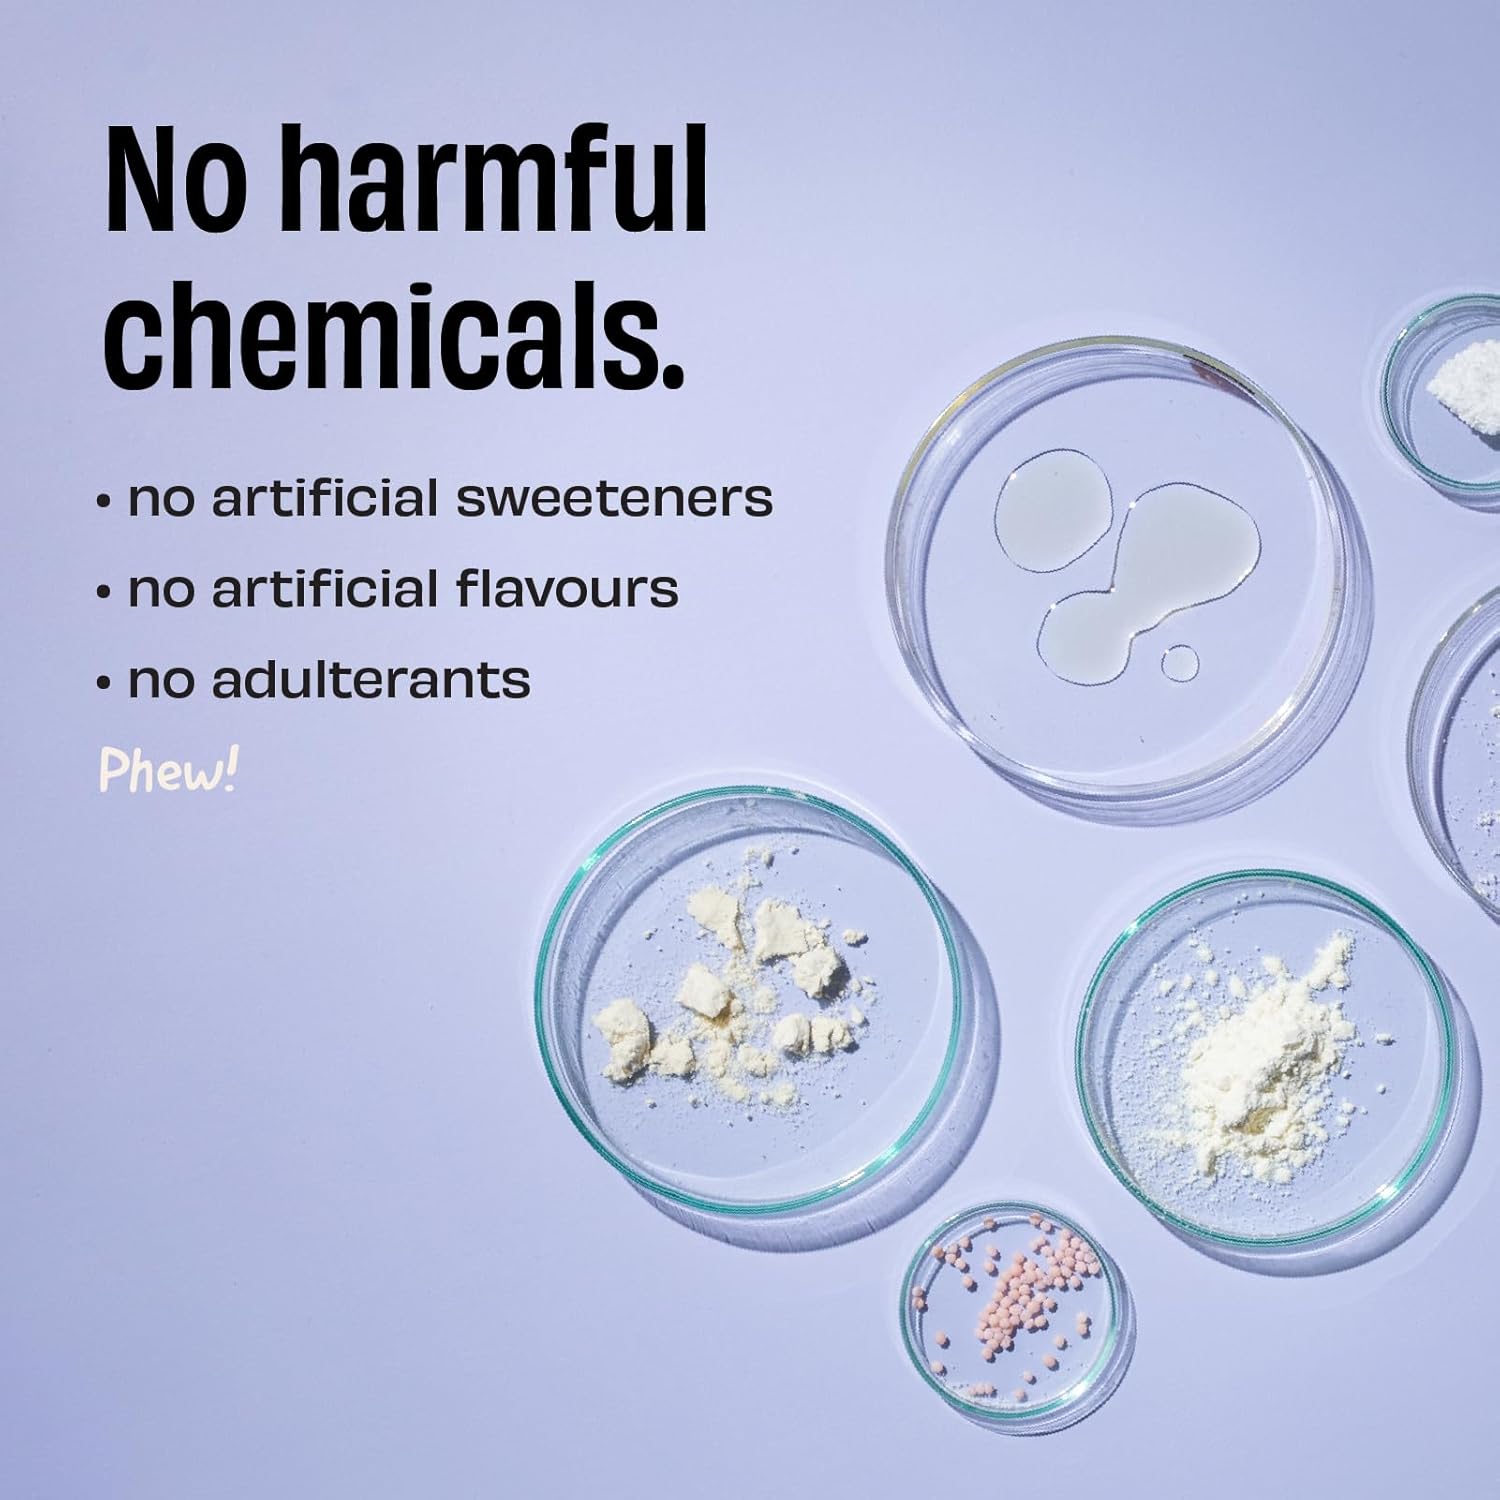 No harmful
chemicals.
• no artificial sweeteners
• no artificial flavours
• no adulterants
Phew!